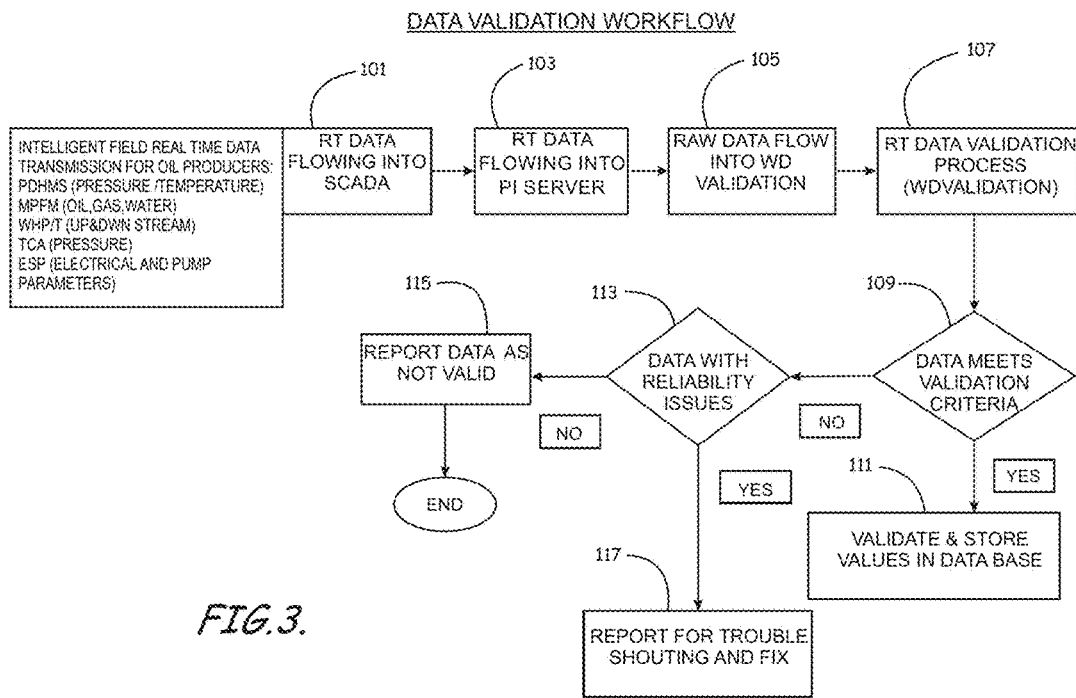 DATA VALIDATION WORKFLOW
101
103
105
107
INTELLIGENT FIELD REAL TIME DATA
TRANSMISSION FOR OIL PRODUCERS:
PDHMS (PRESSURE /TEMPERATURE)
MPFM (OIL,GAS,WATER)
WHP/T (UP&DWN STREAM)
TCA (PRESSURE)
ESP (ELECTRICAL AND PUMP
PARAMETERS)
RT DATA
FLOWING INTO
SCADA
RT DATA
FLOWING INTO
PI SERVER
RAW DATA FLOW
INTO WD
VALIDATION
RT DATA VALIDATION
PROCESS
(WDVALIDATION)
115
113
109
REPORT DATA AS
NOT VALID
DATA WITH
RELIABILITY
ISSUES
DATA MEETS
VALIDATION
CRITERIA
NO
NO
END
YES
YES
111
VALIDATE & STORE
VALUES IN DATA BASE
117
REPORT FOR TROUBLE
SHOUTING AND FIX
FIG.3.